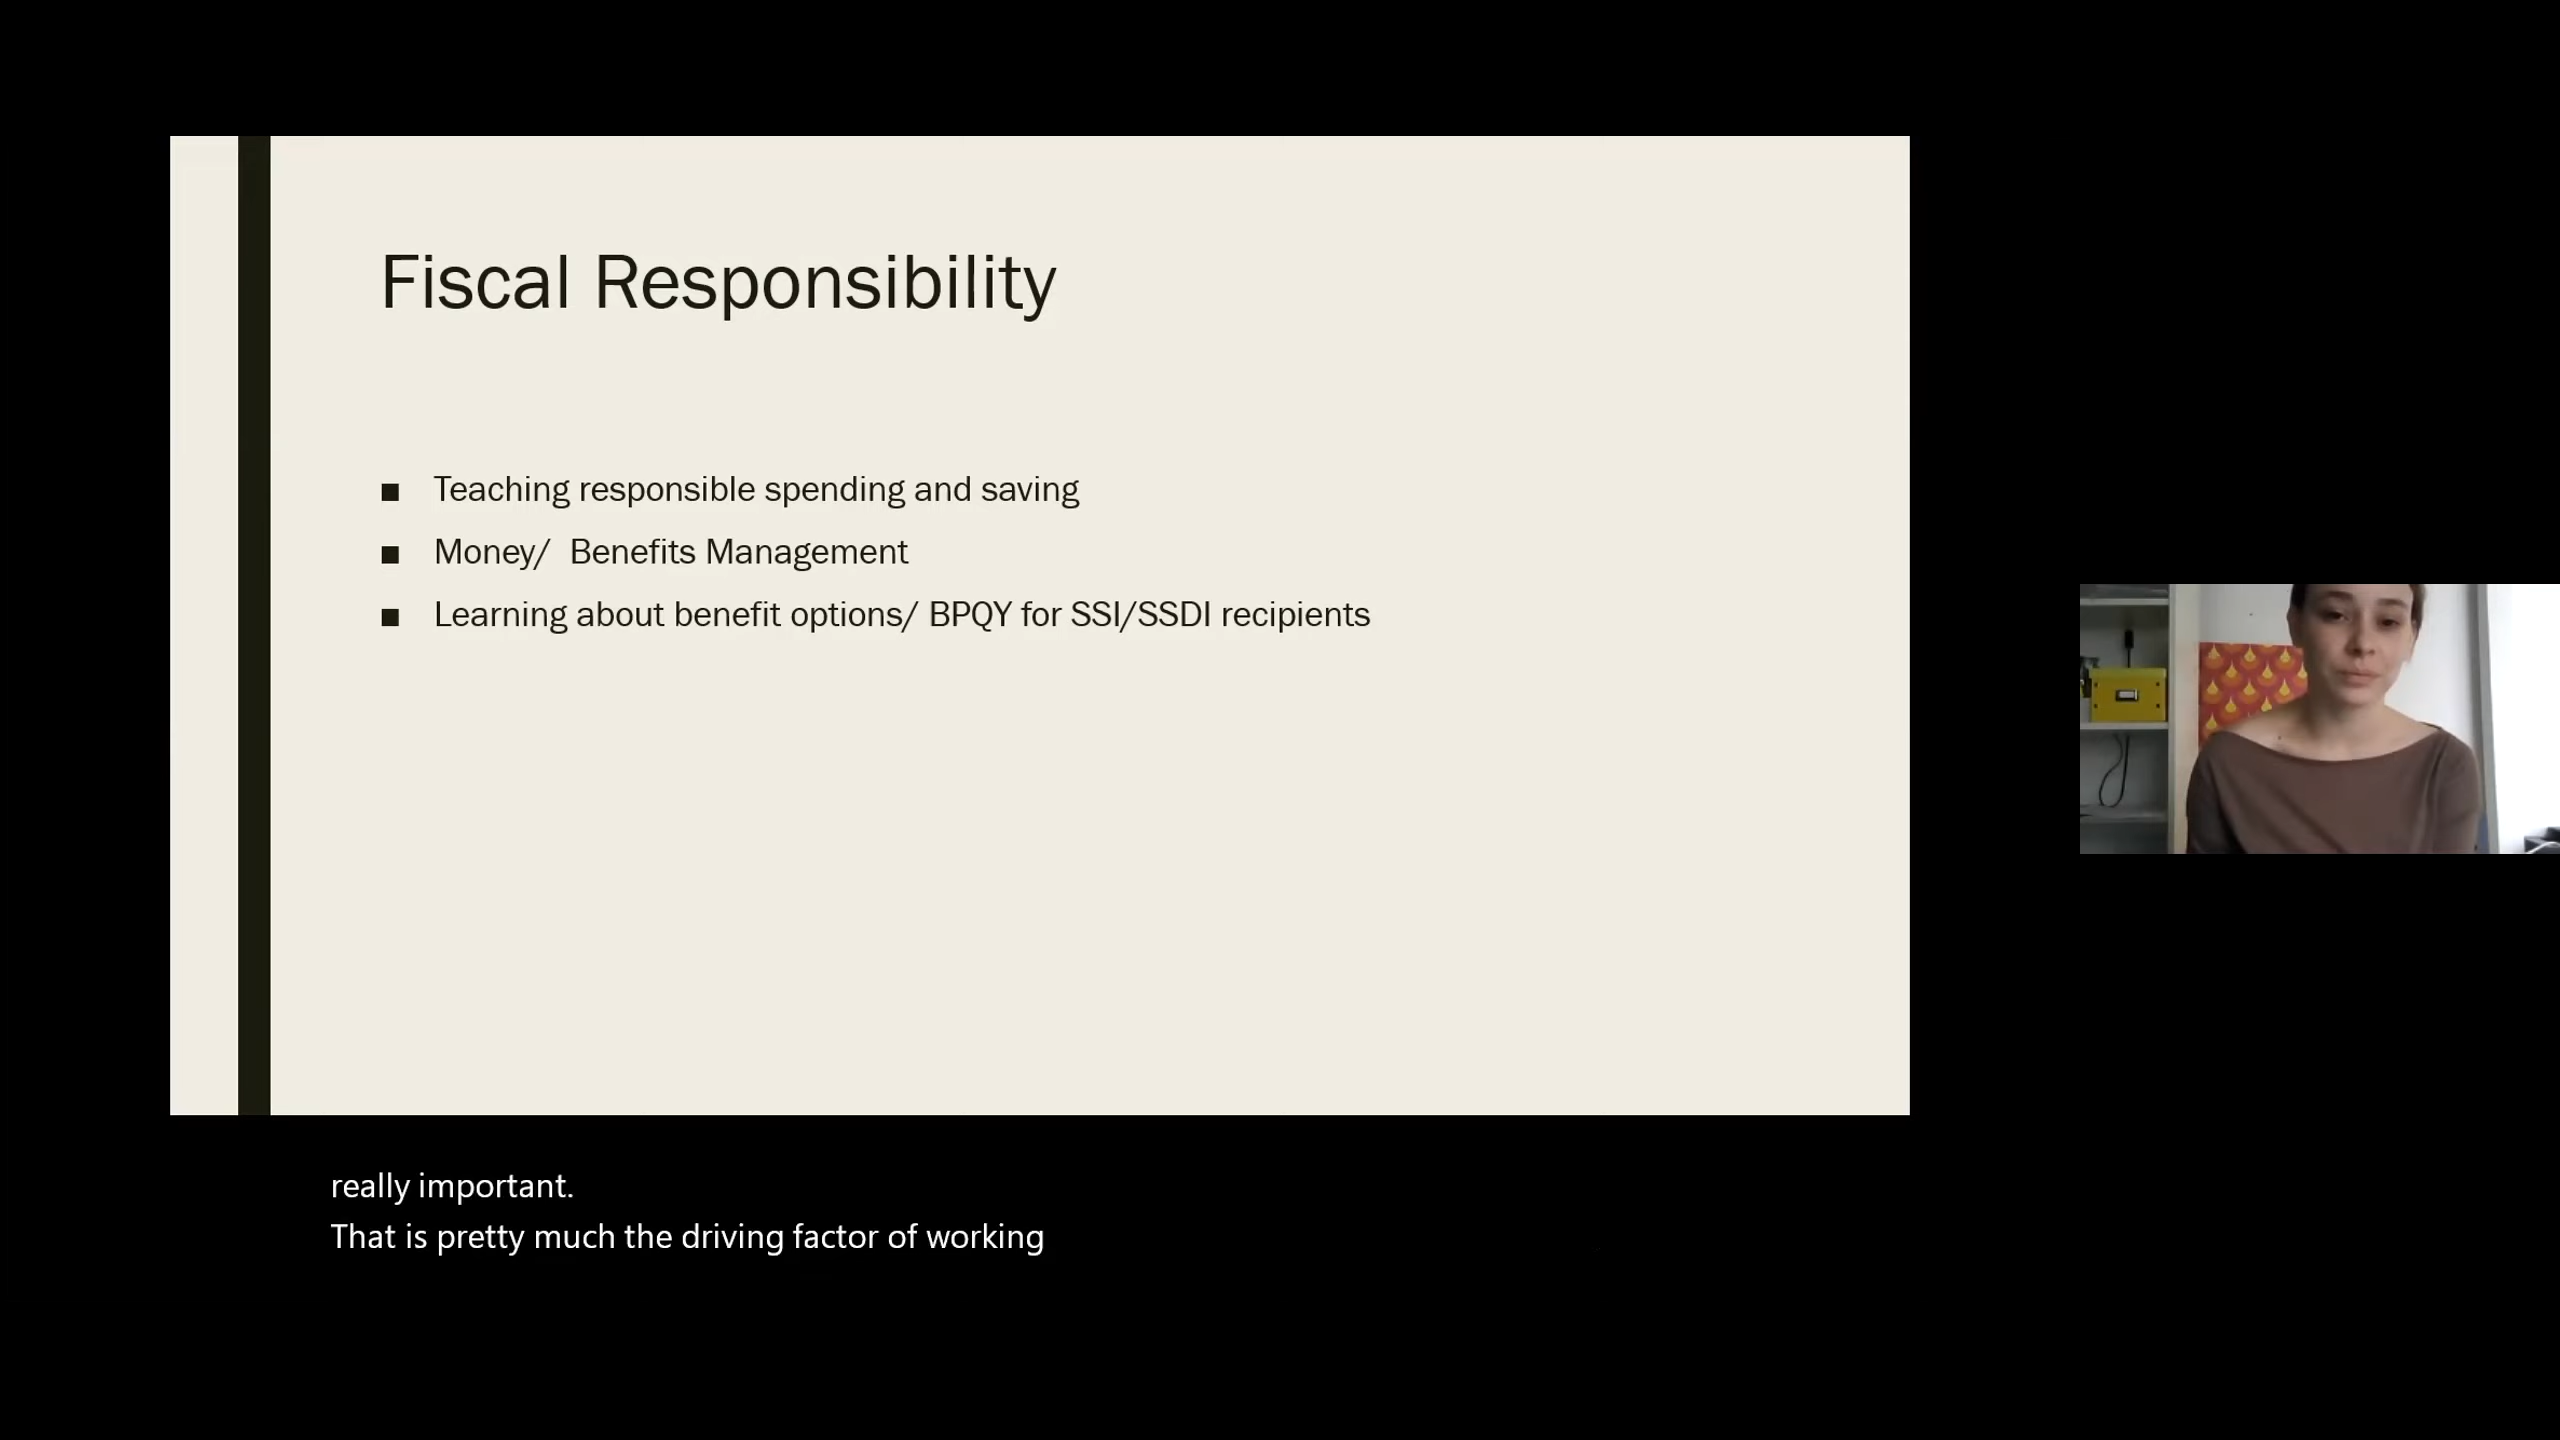 Fiscal Responsibility
■ Teaching responsible spending and saving
■ Money/  Benefits Management
■ Learning about benefit options/ BPQY for SSI/SSDI recipients
really important.
That is pretty much the driving factor of working